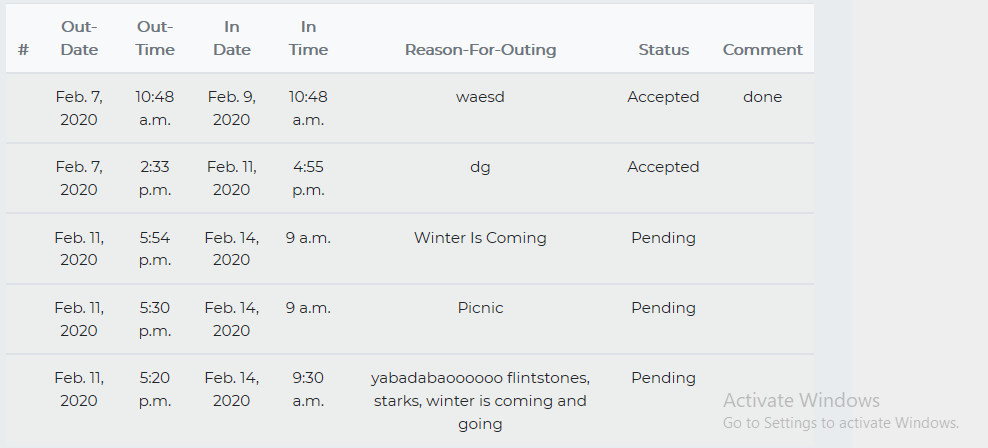 Out- Out- In In
# Date Time Date Time Reason-For-Outing Status Comment
Feb. 7, 10:48 Feb. 9, 10:48 waesd Accepted done
2020 a.m. 2020 a.m.
Feb. 7, 2:33 Feb. 11, 4:55 dg Accepted
2020 p.m. 2020 p.m.
Feb. 11, 5:54 Feb. 14, 9 a.m. Winter Is Coming Pending
2020 p.m. 2020
Feb. 11, 5:30 Feb. 14, 9 a.m. Picnic Pending
2020 p.m. 2020
Feb. 11, 5:20 Feb. 14, 9:30 yabadabaoooooo flintstones, Pending
2020 p.m. 2020 a.m. starks, winter is coming and
going
Activate Windows
Go to Settings to activate Windows.